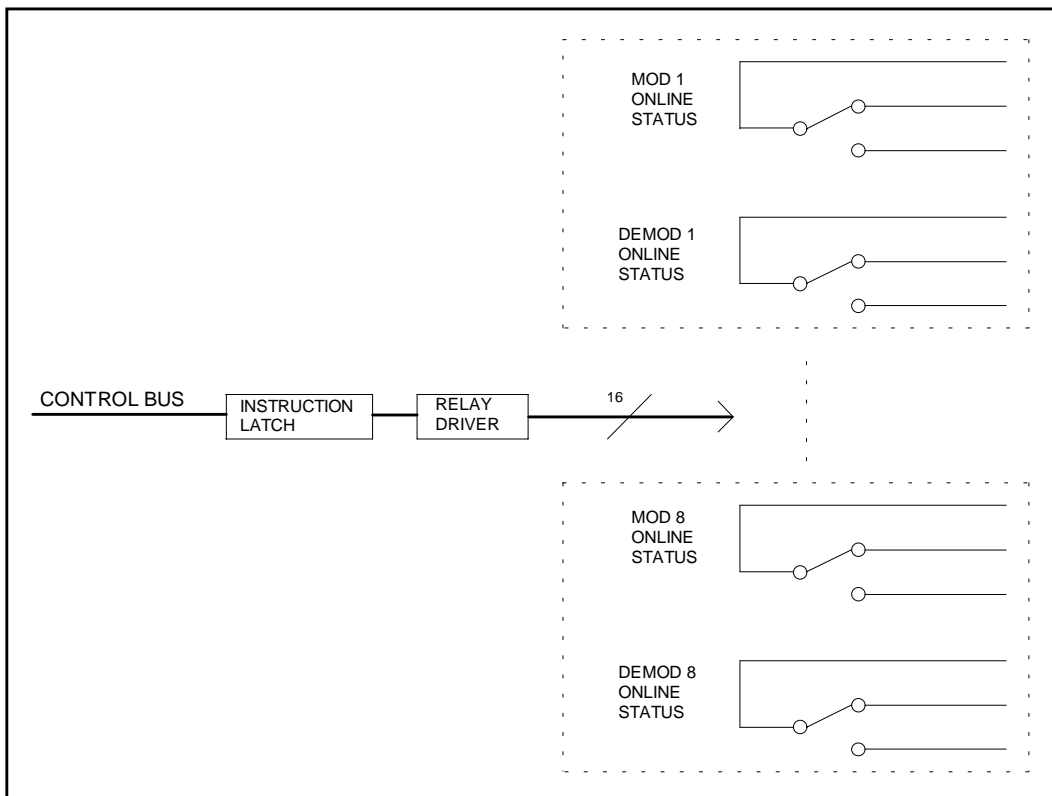 MOD 1
ONLINE
STATUS
DEMOD 1
ONLINE
STATUS
CONTROL BUS
INSTRUCTION
LATCH
RELAY
DRIVER
16
MOD 8
ONLINE
STATUS
DEMOD 8
ONLINE
STATUS